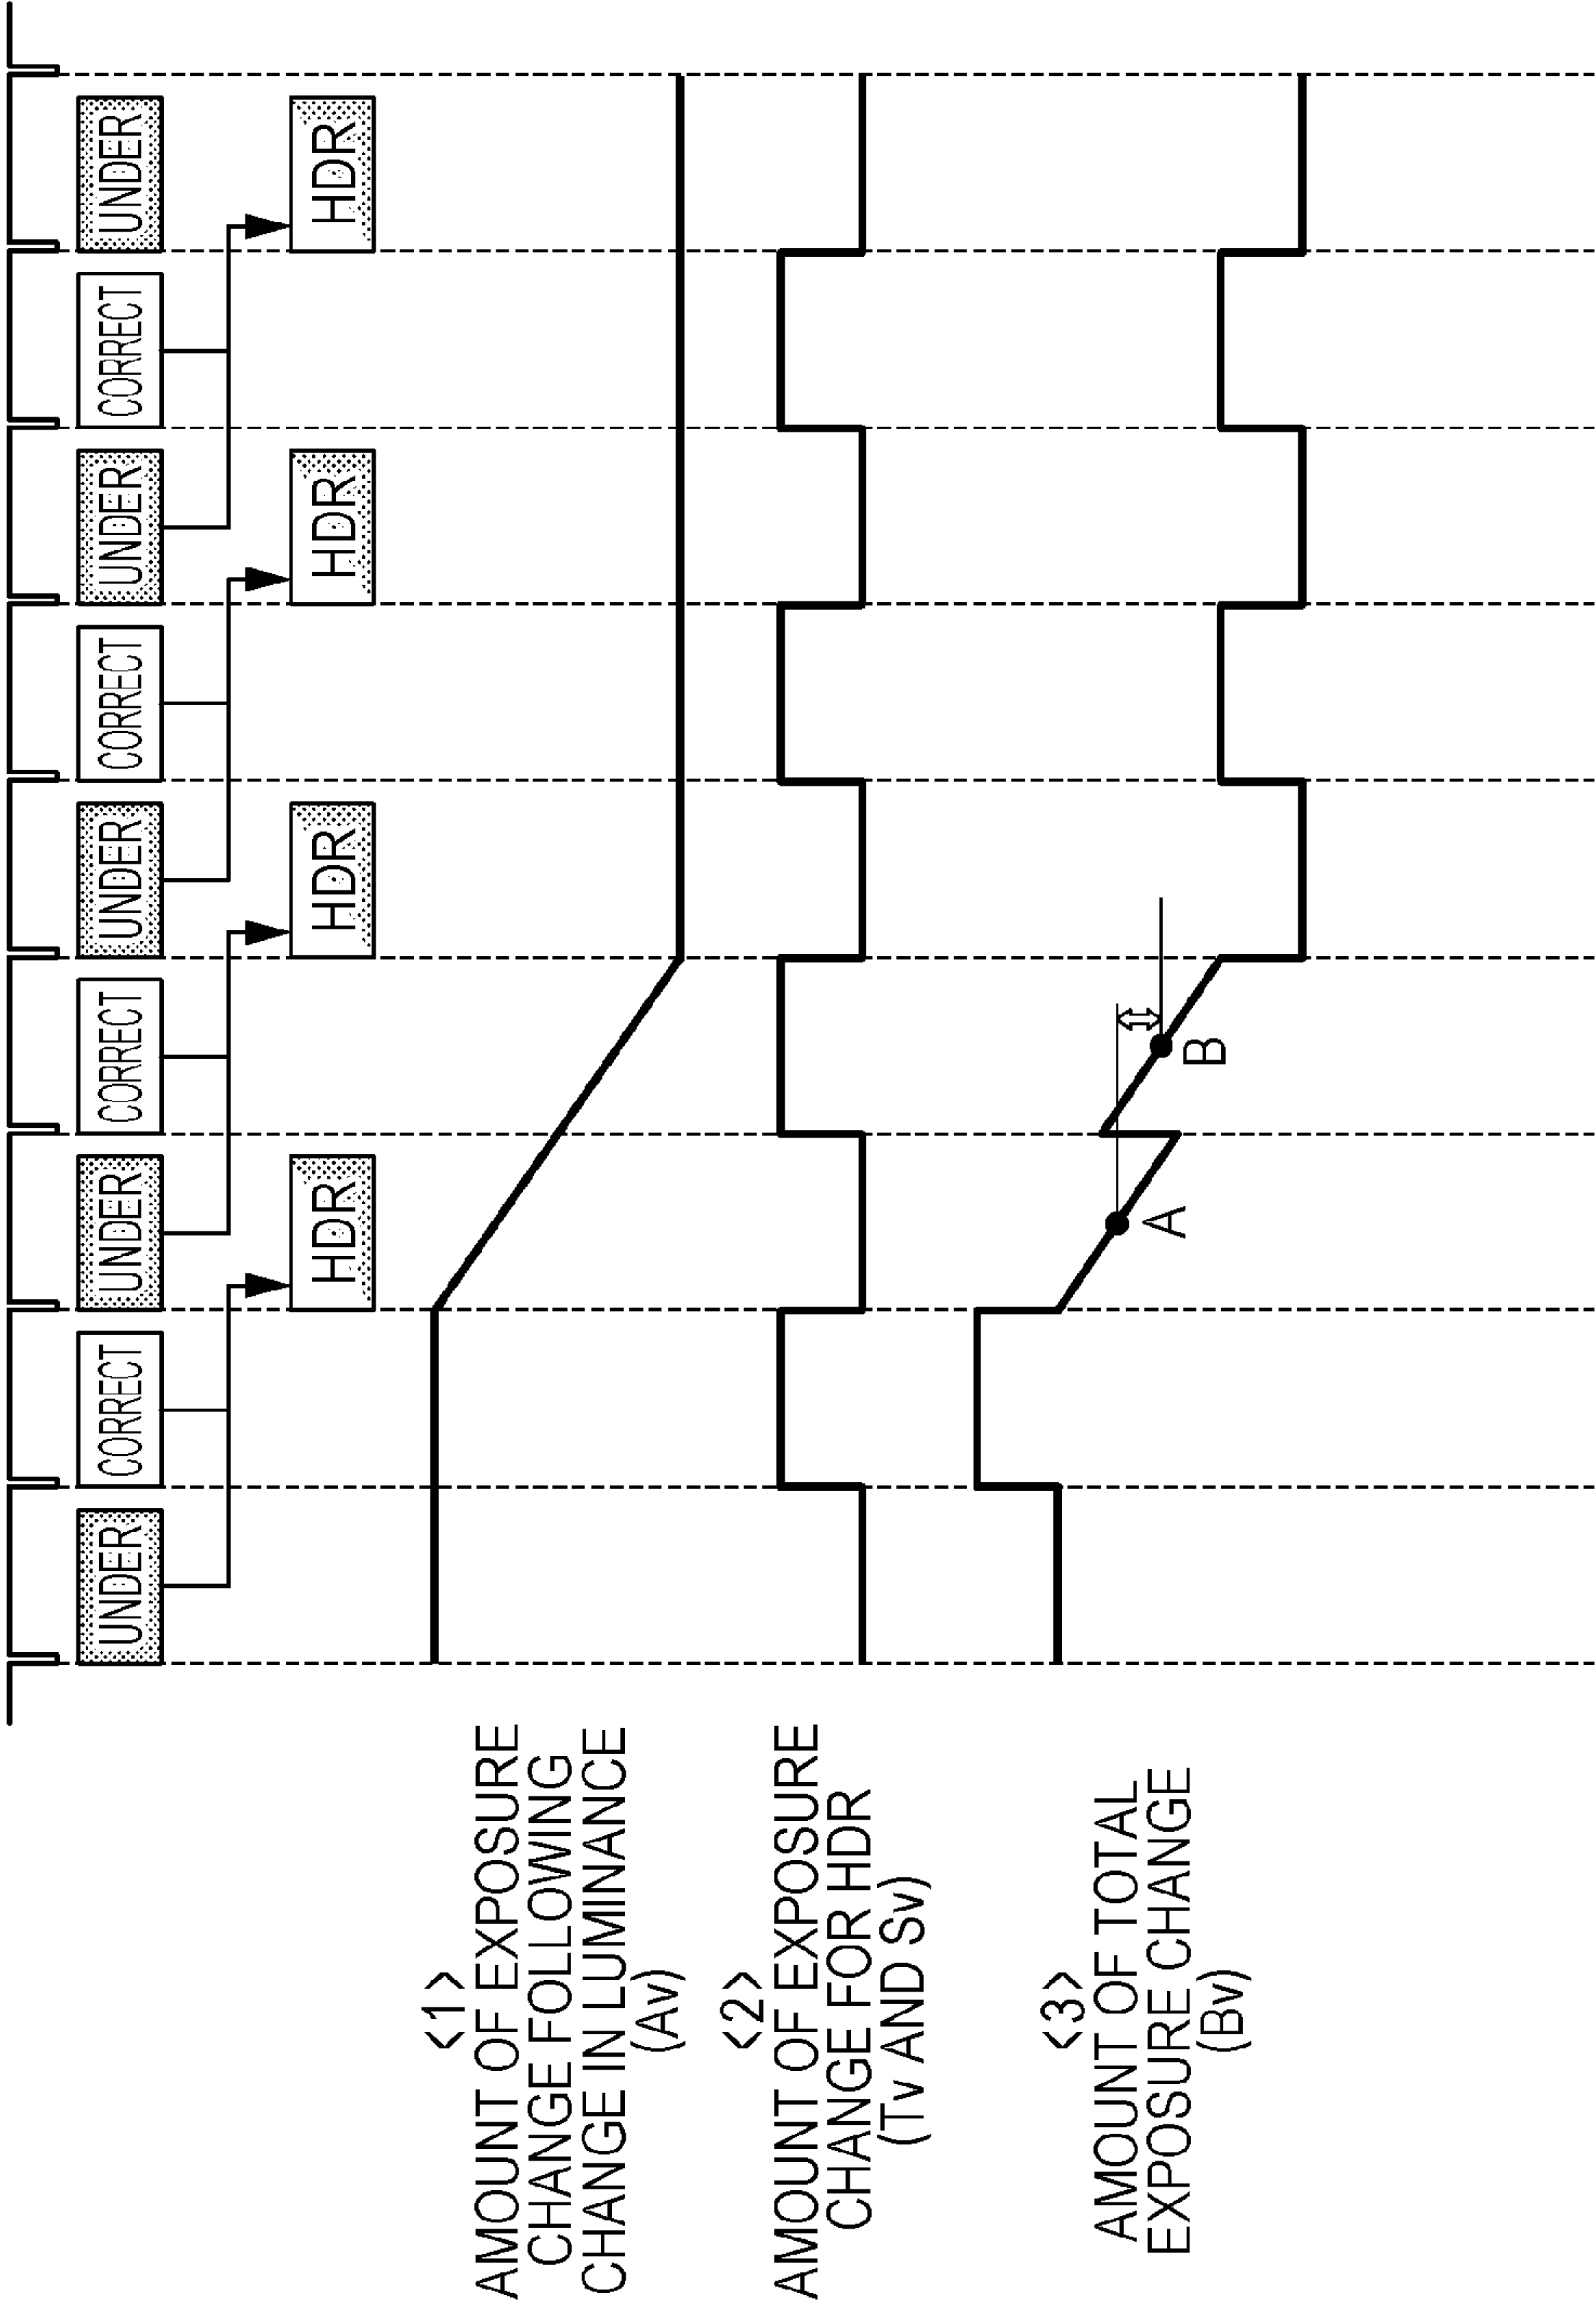 UNDER
CORRECT
UNDER
CORRECT
UNDER
CORRECT
UNDER
CORRECT
UNDER
HDR
HDR
HDR
HDR
<1>
AMOUNT OF EXPOSURE
CHANGE FOLLOWING
CHANGE IN LUMINANCE
(Av)
<2>
AMOUNT OF EXPOSURE
CHANGE FOR HDR
(Tv AND Sv)
<3>
AMOUNT OF TOTAL
EXPOSURE CHANGE
(Bv)
A
B